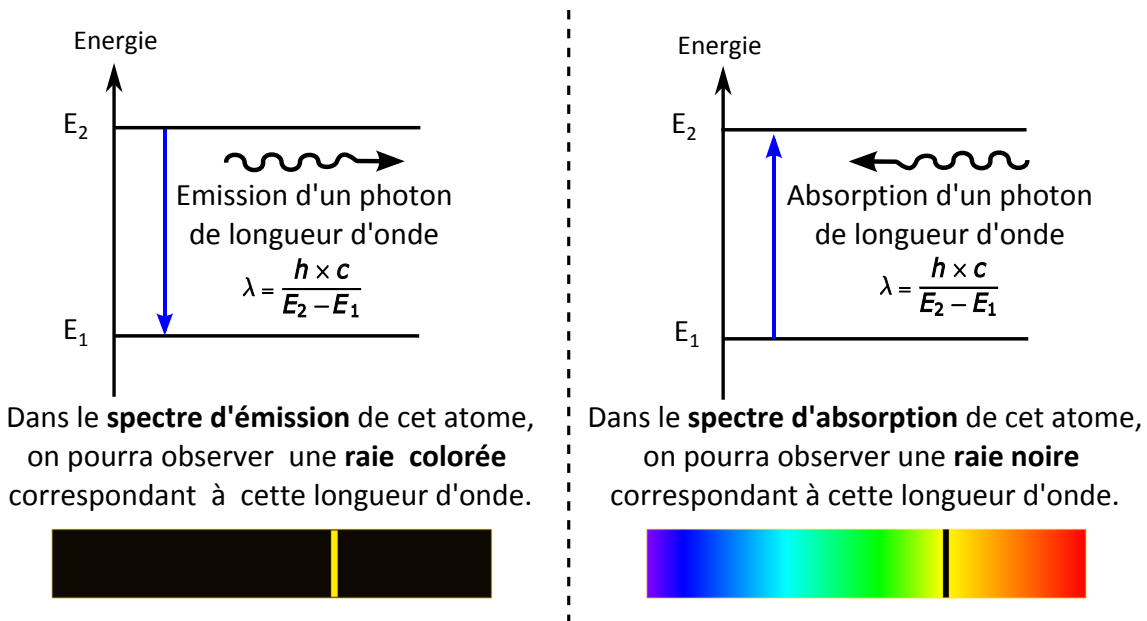 Energie
E₂
Emission d'un photon
de longueur d'onde
λ = h × c / E₂ – E₁
E₁
Dans le spectre d'émission de cet atome,
on pourra observer une raie colorée
correspondant à cette longueur d'onde.
Energie
E₂
Absorption d'un photon
de longueur d'onde
λ = h × c / E₂ – E₁
E₁
Dans le spectre d'absorption de cet atome,
on pourra observer une raie noire
correspondant à cette longueur d'onde.